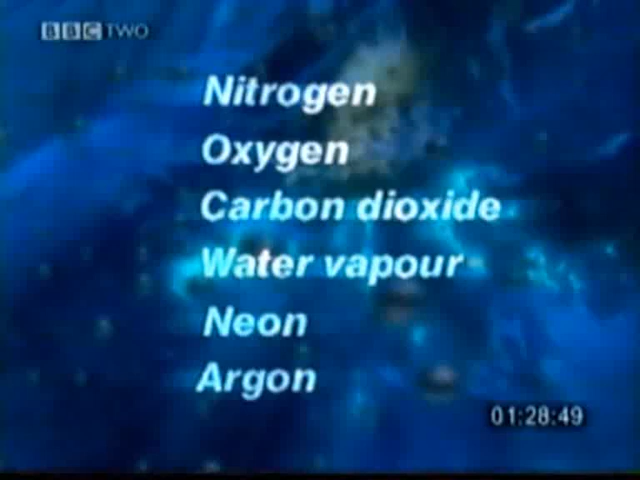 BBC TWO
Nitrogen
Oxygen
Carbon dioxide
Water vapour
Neon
Argon
01:28:49